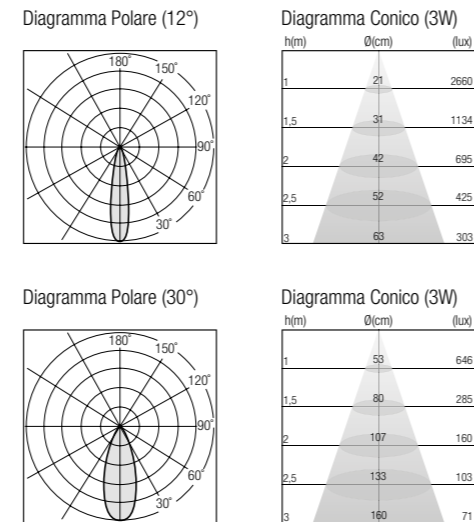 Diagramma Polare (12°)
180°
150°
120°
90°
60°
30°
Diagramma Conico (3W)
h(m) Ø(cm) (lux)
1 21 2660
1,5 31 1134
2 42 695
2,5 52 425
3 63 303
Diagramma Polare (30°)
180°
150°
120°
90°
60°
30°
Diagramma Conico (3W)
h(m) Ø(cm) (lux)
1 53 646
1,5 80 285
2 107 160
2,5 133 103
3 160 71